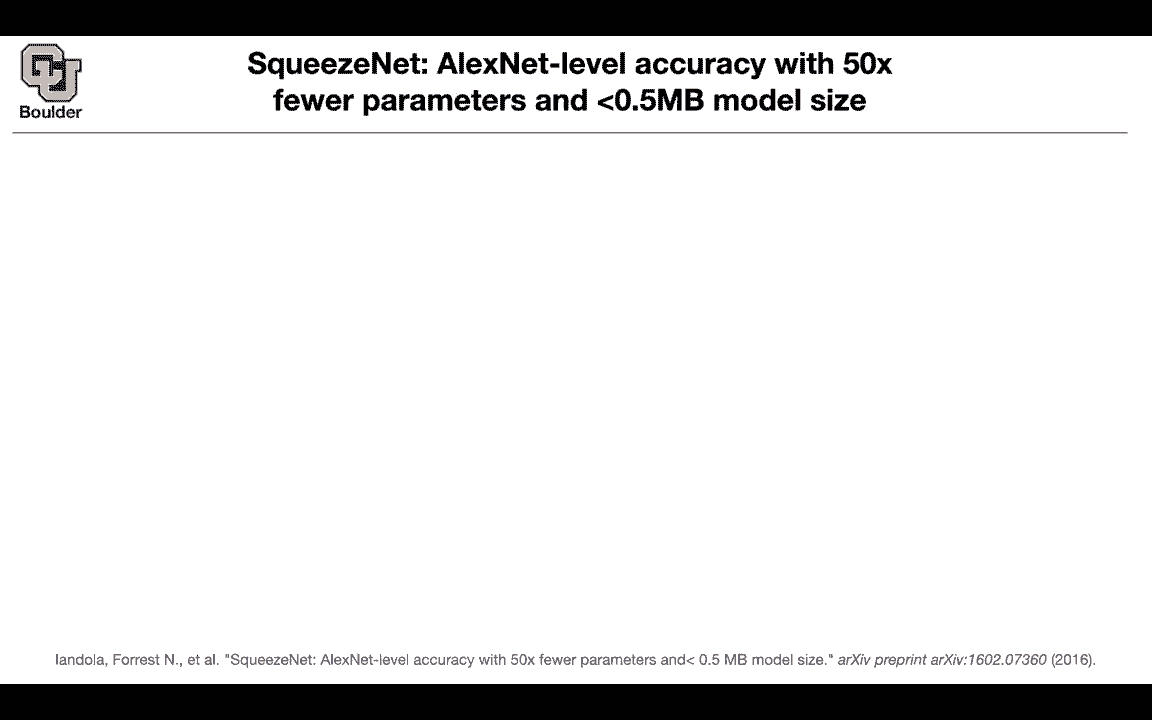 SqueezeNet: AlexNet-level accuracy with 50x
fewer parameters and <0.5MB model size
CU
Boulder
Iandola, Forrest N., et al. "SqueezeNet: AlexNet-level accuracy with 50x fewer parameters and< 0.5 MB model size." arXiv preprint arXiv:1602.07360 (2016).